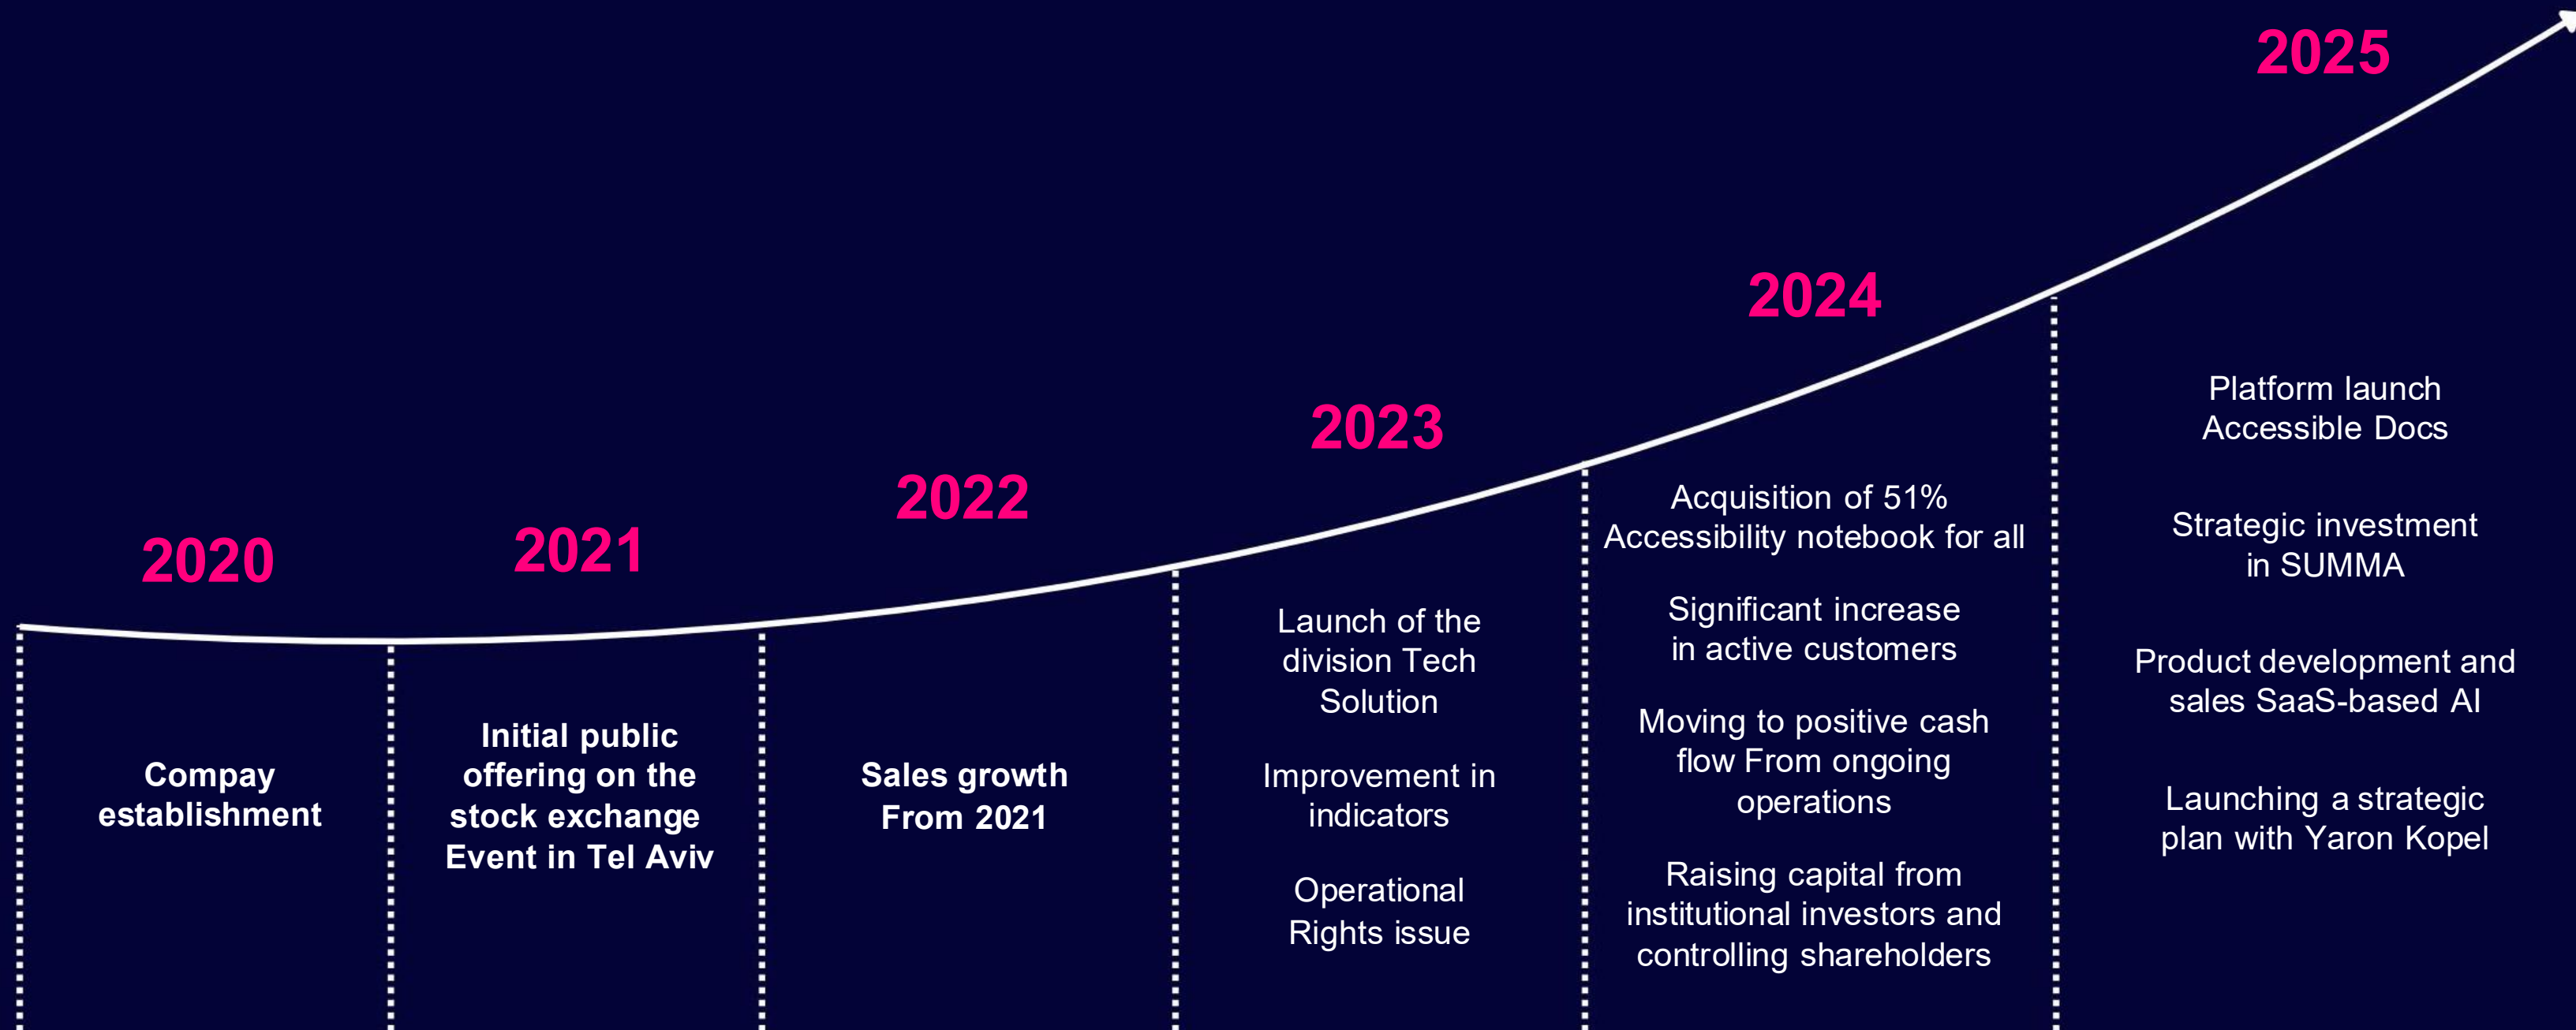 2020
Compay
establishment
2021
Initial public
offering on the
stock exchange
Event in Tel Aviv
2022
Sales growth
From 2021
2023
Launch of the
division Tech
Solution
Improvement in
indicators
Operational
Rights issue
2024
Acquisition of 51%
Accessibility notebook for all
Significant increase
in active customers
Moving to positive cash
flow From ongoing
operations
Raising capital from
institutional investors and
controlling shareholders
2025
Platform launch
Accessible Docs
Strategic investment
in SUMMA
Product development and
sales SaaS-based AI
Launching a strategic
plan with Yaron Kopel